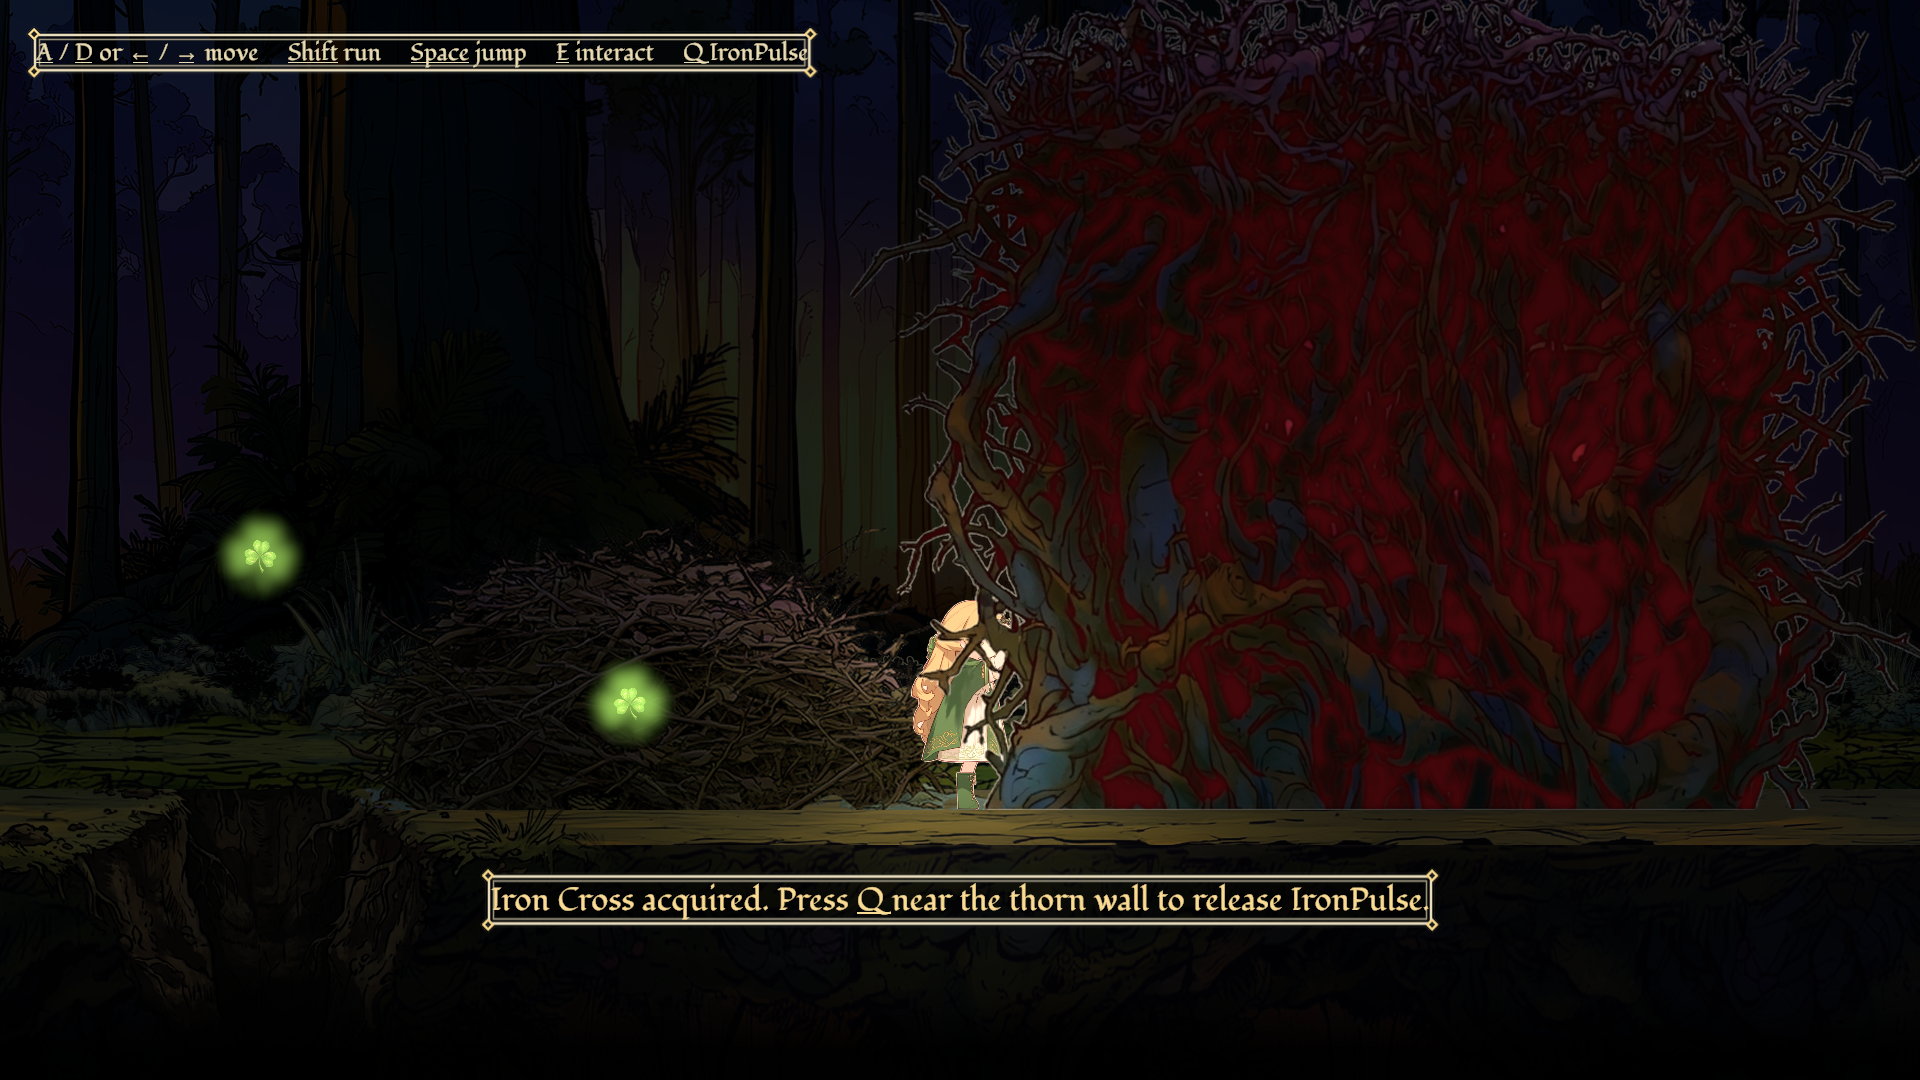 A / D or ← / → move Shift run Space jump E interact Q IronPulse
Iron Cross acquired. Press Q near the thorn wall to release IronPulse.